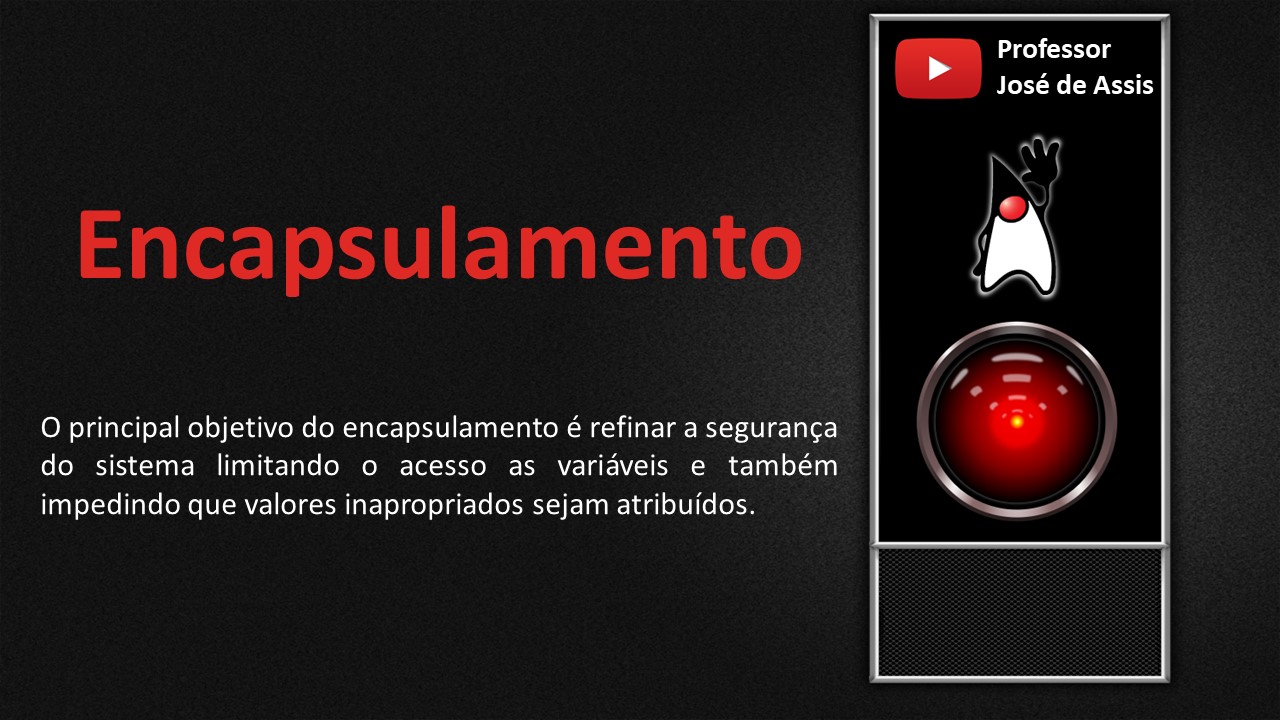 Professor
José de Assis
Encapsulamento
O principal objetivo do encapsulamento é refinar a segurança
do sistema limitando o acesso as variáveis e também
impedindo que valores inapropriados sejam atribuídos.